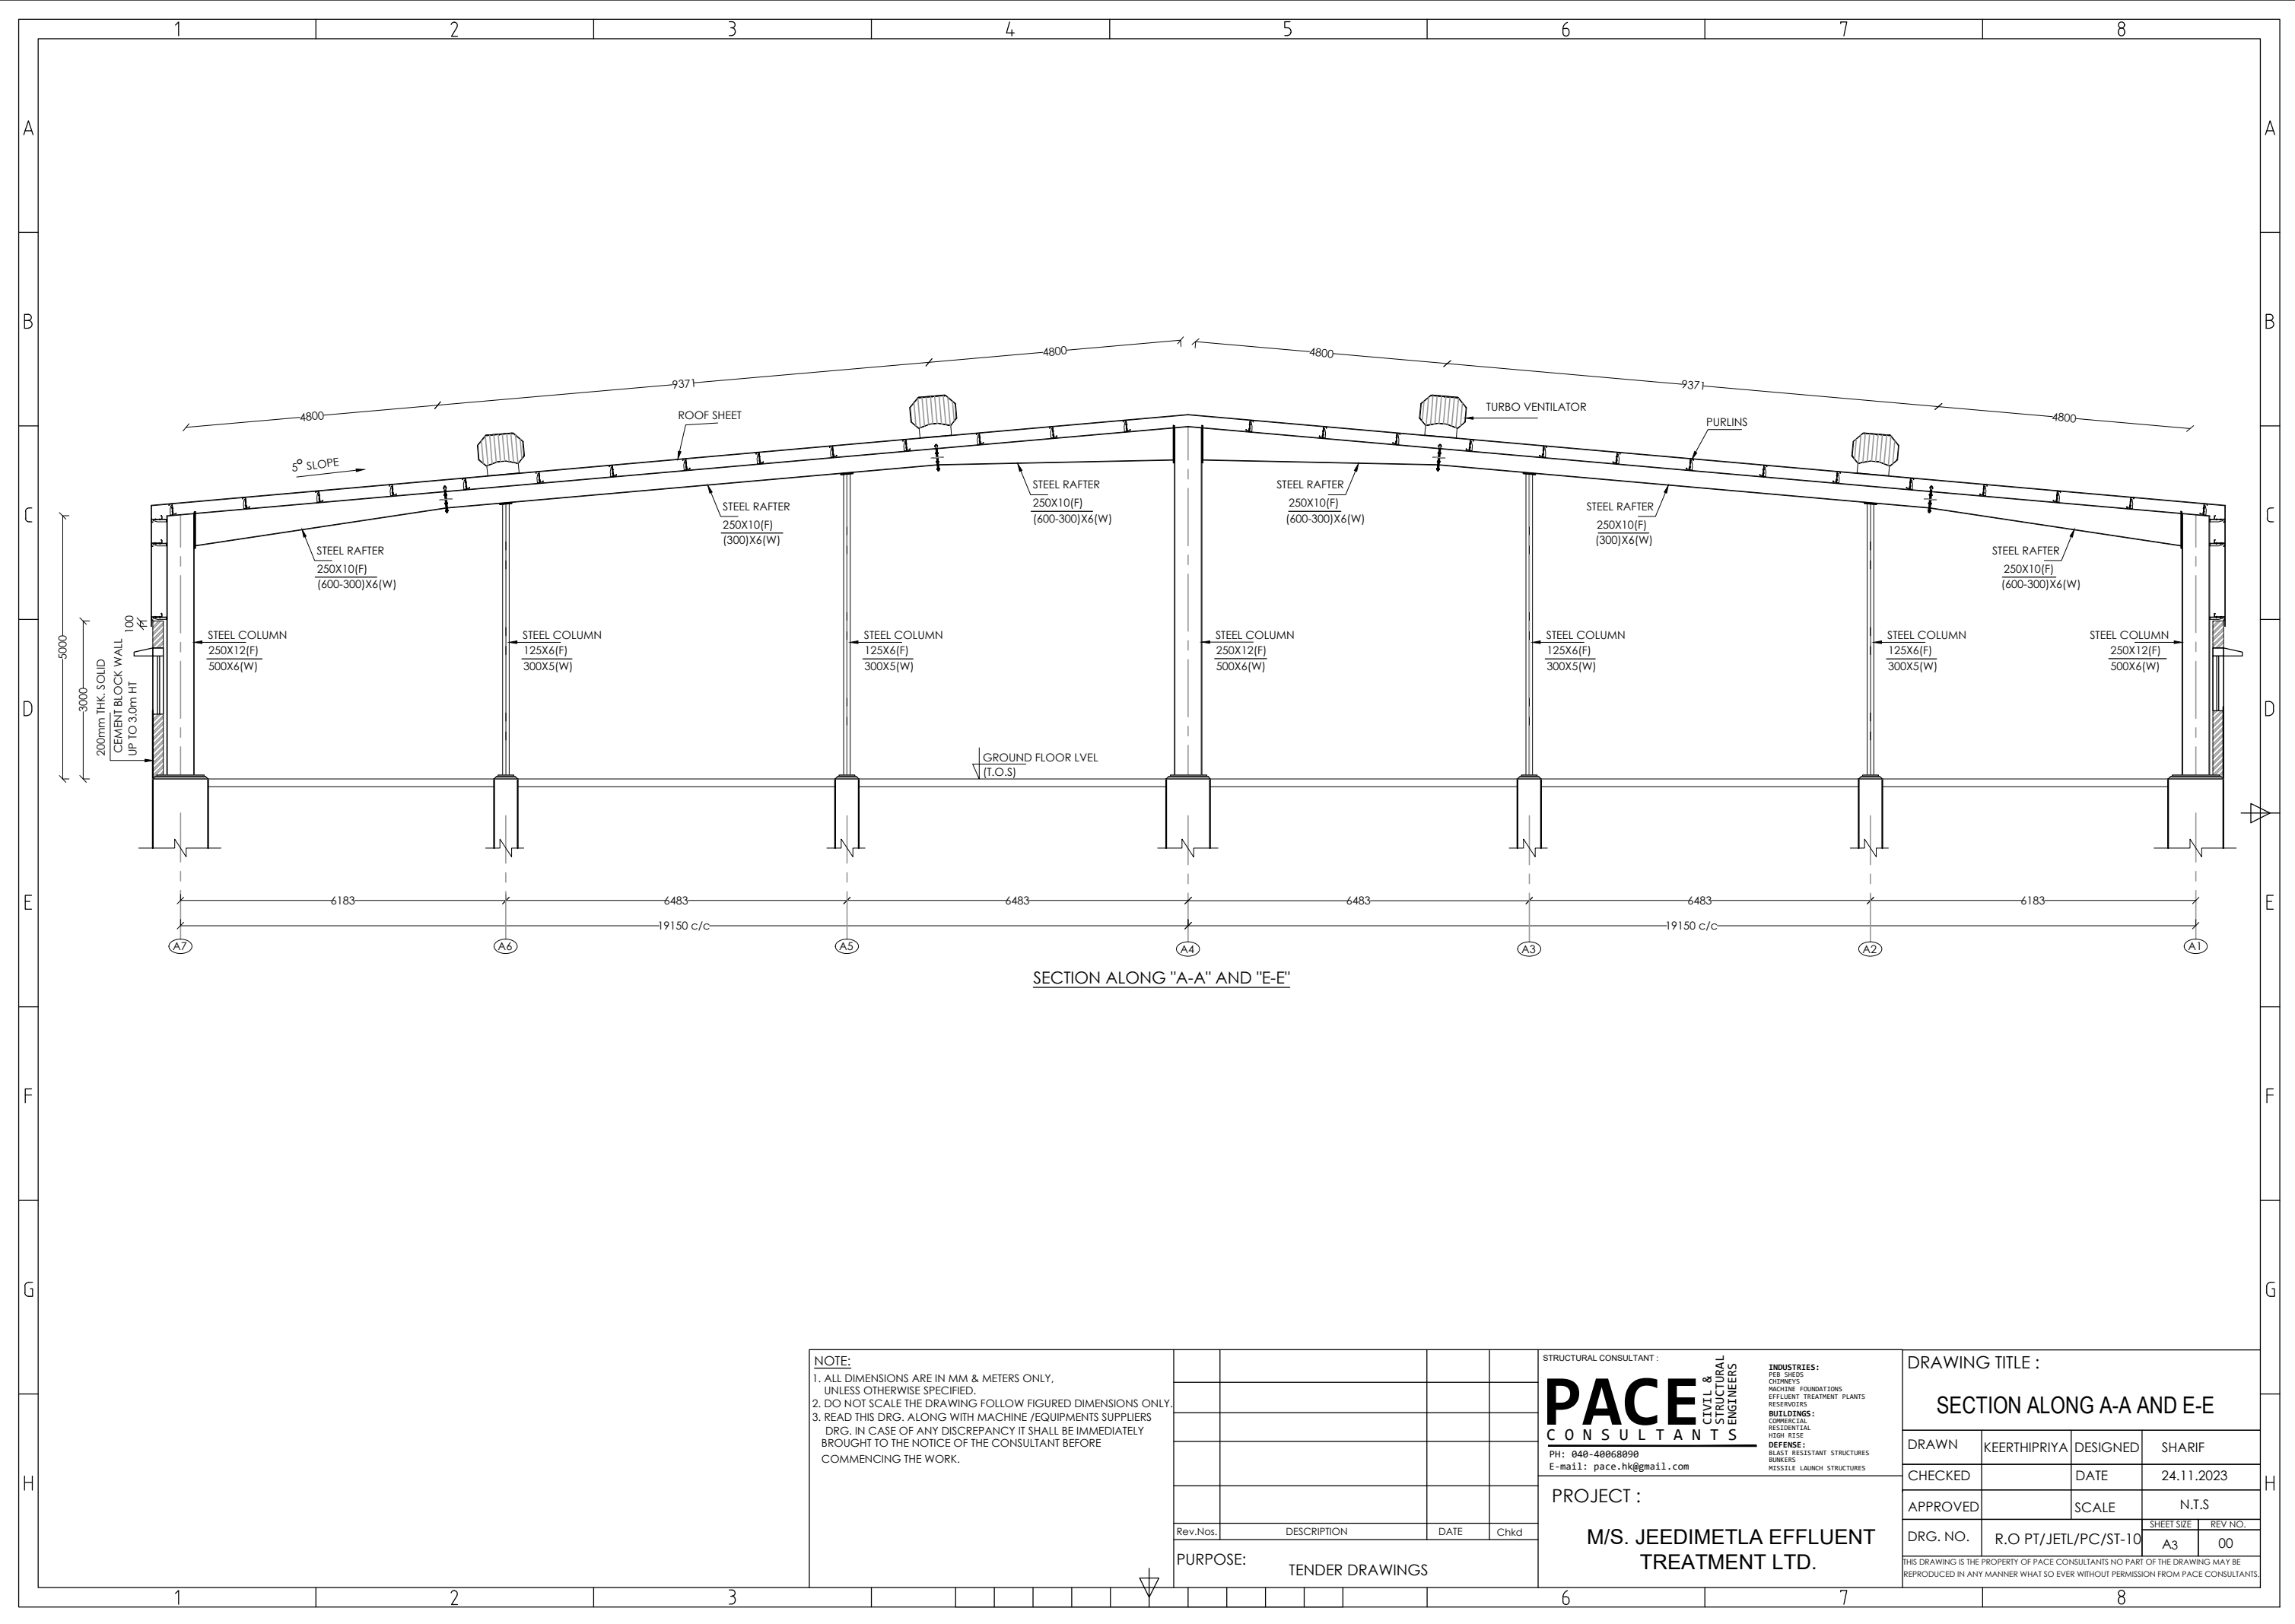 1 2 3 4 5 6 7 8
A A
B B
C C
D D
E E
F F
G G
H H
4800
9371
4800
4800
9371
4800
5° SLOPE
ROOF SHEET
TURBO VENTILATOR
PURLINS
STEEL RAFTER
250X10(F)
(600-300)X6(W)
STEEL RAFTER
250X10(F)
(300)X6(W)
STEEL RAFTER
250X10(F)
(600-300)X6(W)
STEEL RAFTER
250X10(F)
(600-300)X6(W)
STEEL RAFTER
250X10(F)
(300)X6(W)
STEEL RAFTER
250X10(F)
(600-300)X6(W)
5000
3000
100
200mm THK. SOLID
CEMENT BLOCK WALL
UP TO 3.0m HT
STEEL COLUMN
250X12(F)
500X6(W)
STEEL COLUMN
125X6(F)
300X5(W)
STEEL COLUMN
125X6(F)
300X5(W)
STEEL COLUMN
250X12(F)
500X6(W)
STEEL COLUMN
125X6(F)
300X5(W)
STEEL COLUMN
125X6(F)
300X5(W)
STEEL COLUMN
250X12(F)
500X6(W)
GROUND FLOOR LVEL
(T.O.S)
6183 6483 6483 6483 6483 6183
19150 c/c 19150 c/c
A7 A6 A5 A4 A3 A2 A1
SECTION ALONG "A-A" AND "E-E"
NOTE:
1. ALL DIMENSIONS ARE IN MM & METERS ONLY,
UNLESS OTHERWISE SPECIFIED.
2. DO NOT SCALE THE DRAWING FOLLOW FIGURED DIMENSIONS ONLY.
3. READ THIS DRG. ALONG WITH MACHINE /EQUIPMENTS SUPPLIERS
DRG. IN CASE OF ANY DISCREPANCY IT SHALL BE IMMEDIATELY
BROUGHT TO THE NOTICE OF THE CONSULTANT BEFORE
COMMENCING THE WORK.
Rev.Nos. DESCRIPTION DATE Chkd
PURPOSE:
TENDER DRAWINGS
STRUCTURAL CONSULTANT :
PACE
CONSULTANTS
CIVIL &
STRUCTURAL
ENGINEERS
PH: 040-40068090
E-mail: pace.hk@gmail.com
INDUSTRIES:
PEB SHEDS
CHIMNEYS
MACHINE FOUNDATIONS
EFFLUENT TREATMENT PLANTS
RESERVOIRS
BUILDINGS:
COMMERCIAL
RESIDENTIAL
HIGH RISE
DEFENSE:
BLAST RESISTANT STRUCTURES
BUNKERS
MISSILE LAUNCH STRUCTURES
PROJECT :
M/S. JEEDIMETLA EFFLUENT
TREATMENT LTD.
DRAWING TITLE :
SECTION ALONG A-A AND E-E
DRAWN KEERTHIPRIYA DESIGNED SHARIF
CHECKED DATE 24.11.2023
APPROVED SCALE N.T.S
DRG. NO. R.O PT/JETL/PC/ST-10
SHEET SIZE REV NO.
A3 00
THIS DRAWING IS THE PROPERTY OF PACE CONSULTANTS NO PART OF THE DRAWING MAY BE
REPRODUCED IN ANY MANNER WHAT SO EVER WITHOUT PERMISSION FROM PACE CONSULTANTS.
1 2 3 6 7 8